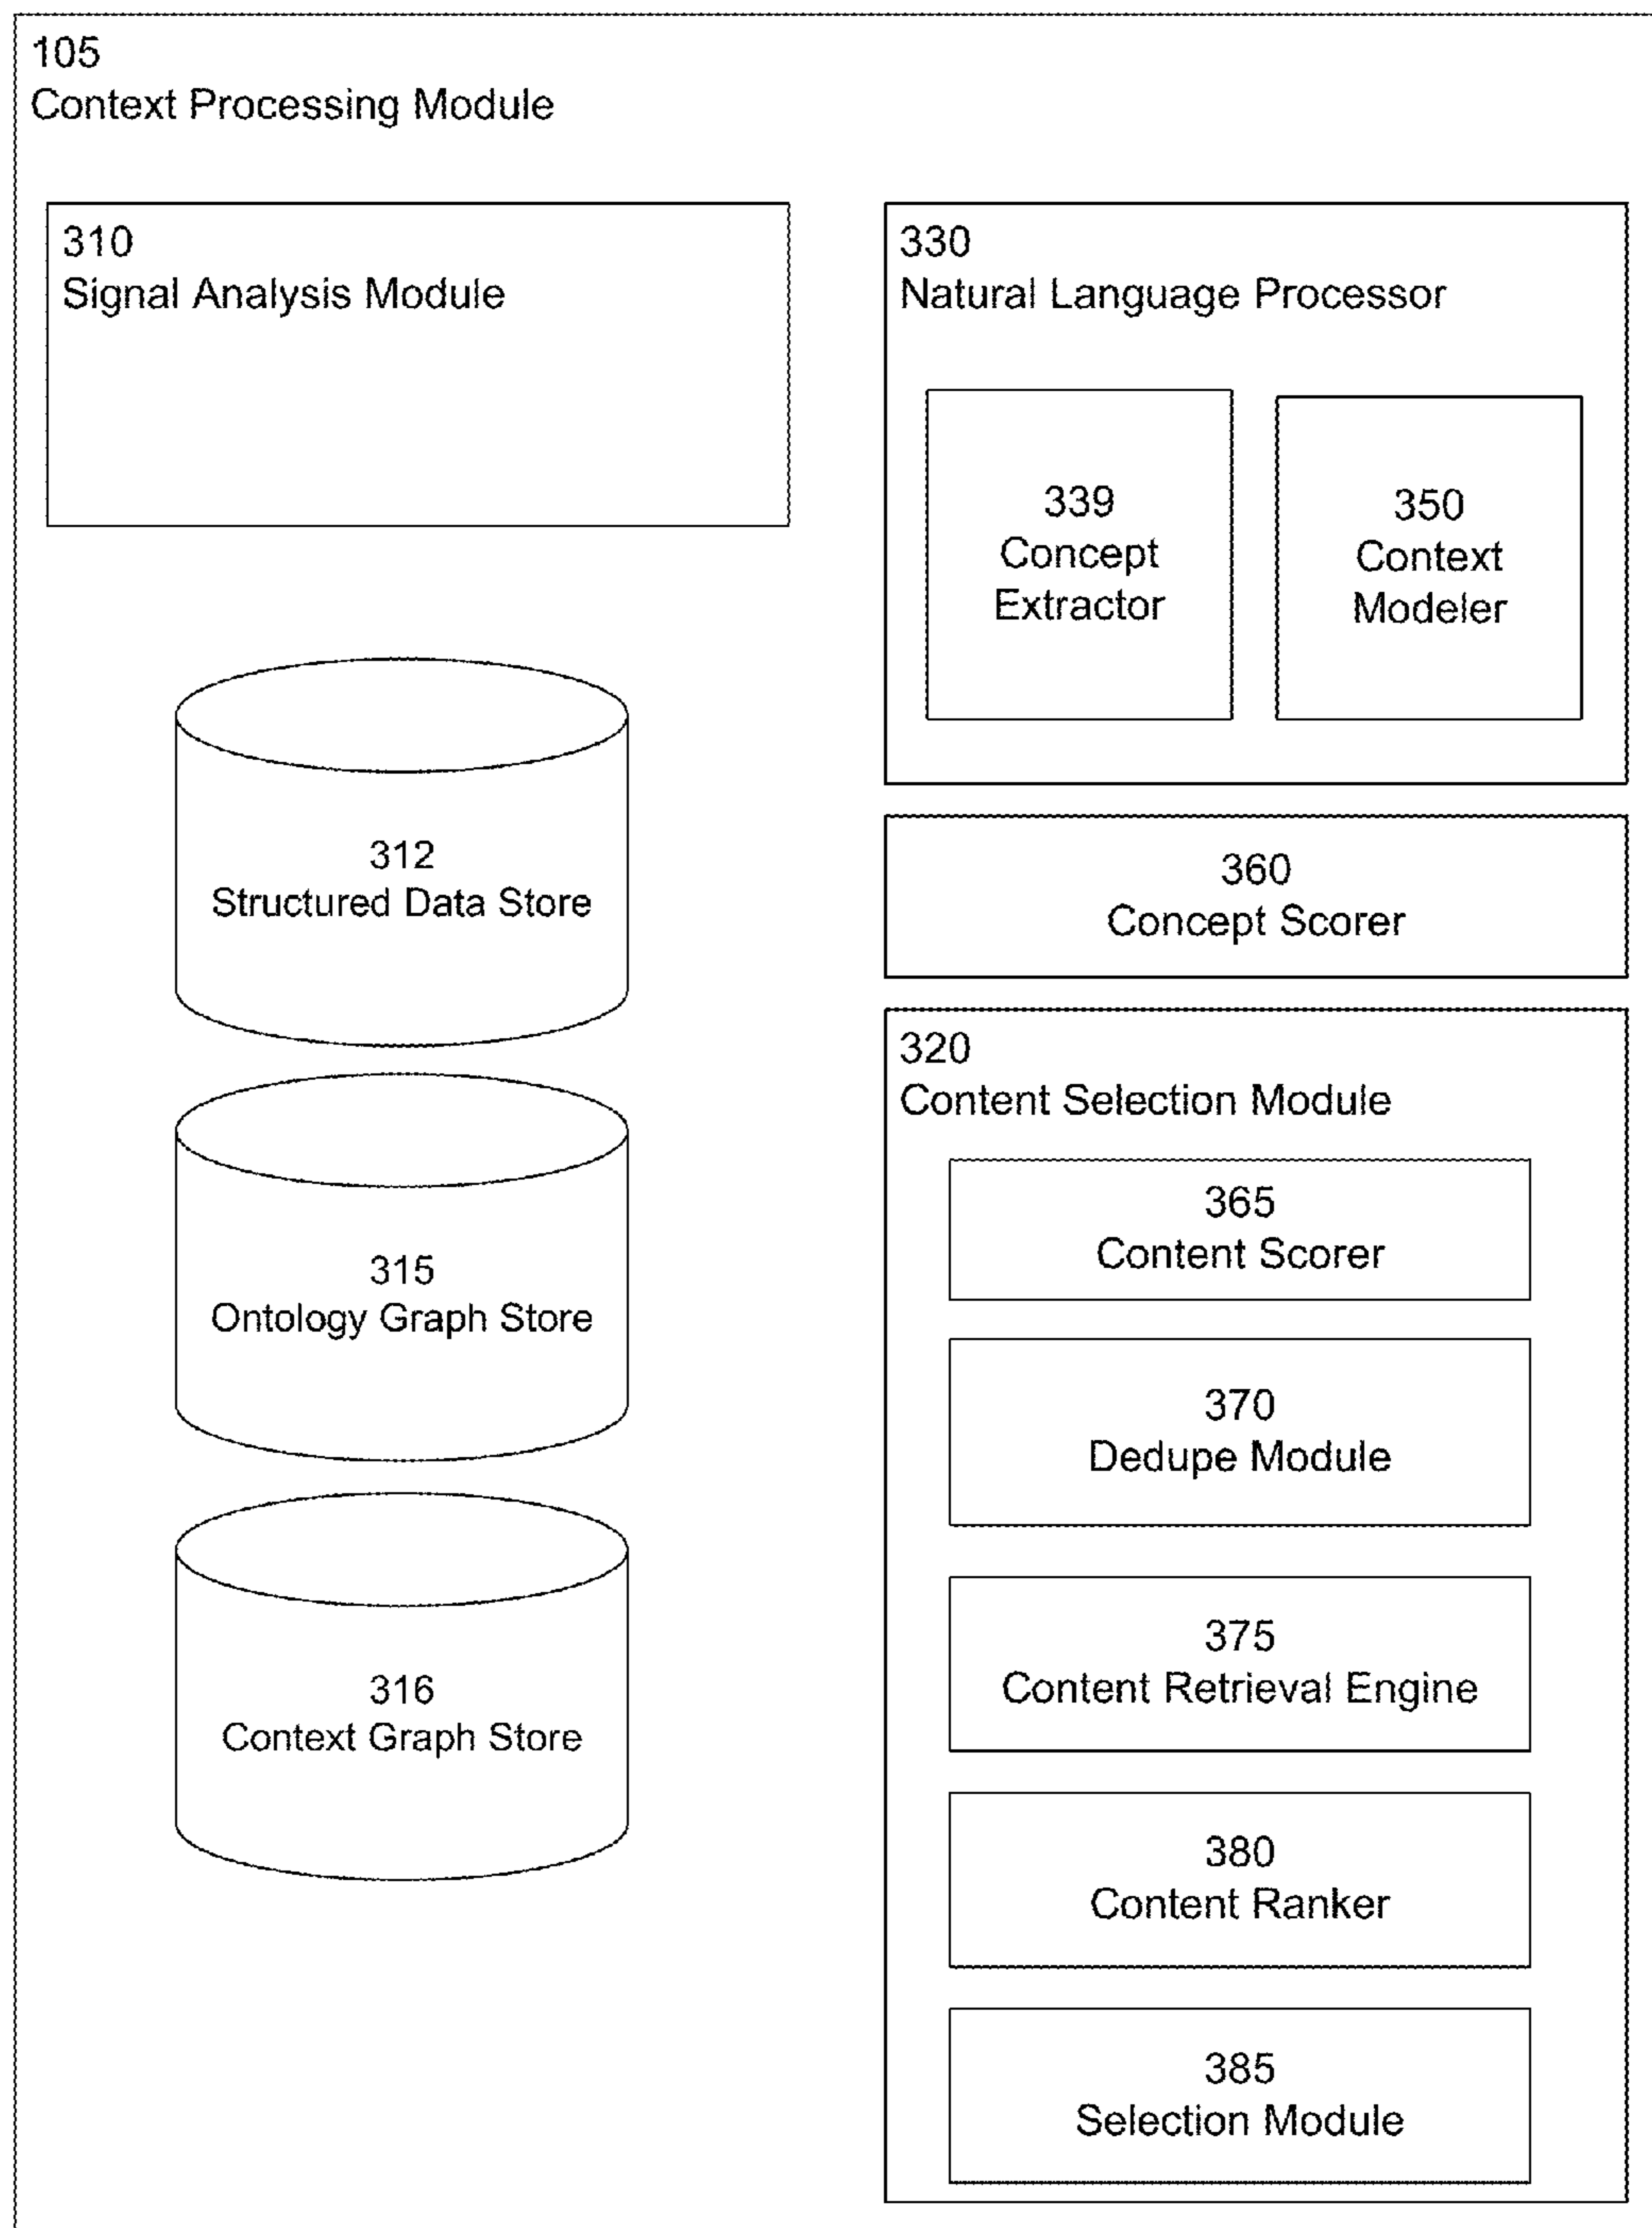 105
Context Processing Module
310
Signal Analysis Module
312
Structured Data Store
315
Ontology Graph Store
316
Context Graph Store
330
Natural Language Processor
339
Concept
Extractor
350
Context
Modeler
360
Concept Scorer
320
Content Selection Module
365
Content Scorer
370
Dedupe Module
375
Content Retrieval Engine
380
Content Ranker
385
Selection Module